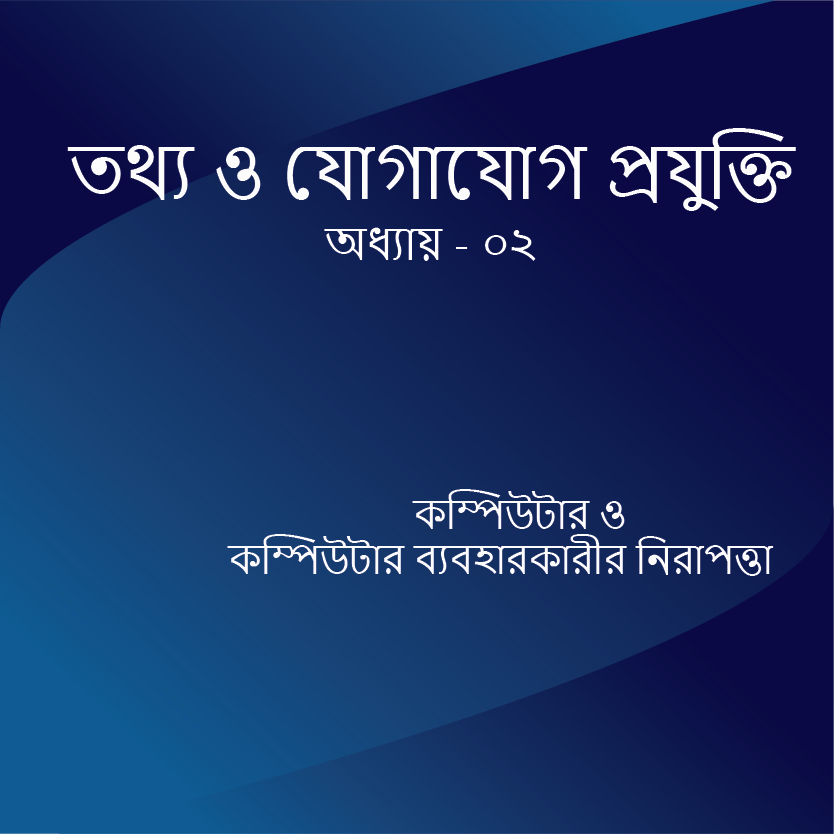 তথ্য ও যোগাযোগ প্রযুক্তি
অধ্যায় - ০২
কম্পিউটার ও
কম্পিউটার ব্যবহারকারীর নিরাপত্তা